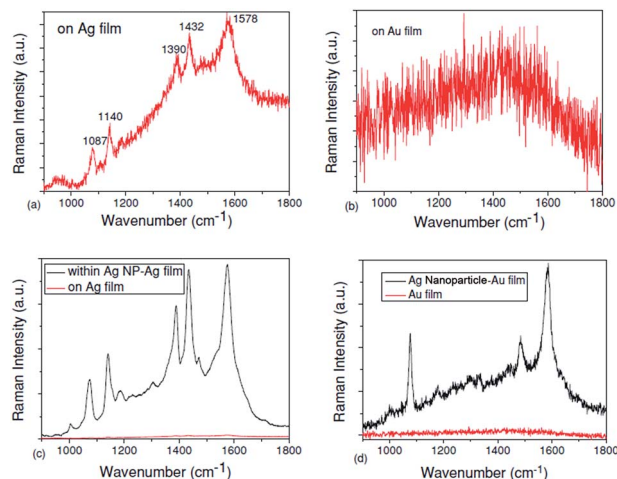 on Ag film
1578
1432
1390
1140
1087
Raman Intensity (a.u.)
(a)
1000 1200 1400 1600 1800
Wavenumber (cm-1)
on Au film
Raman Intensity (a.u.)
(b)
1000 1200 1400 1600 1800
Wavenumber (cm-1)
within Ag NP-Ag film
on Ag film
Raman Intensity (a.u.)
(c)
1000 1200 1400 1600 1800
Wavenumber (cm-1)
Ag Nanoparticle-Au film
Au film
Raman Intensity (a.u.)
(d)
1000 1200 1400 1600 1800
Wavenumber (cm-1)